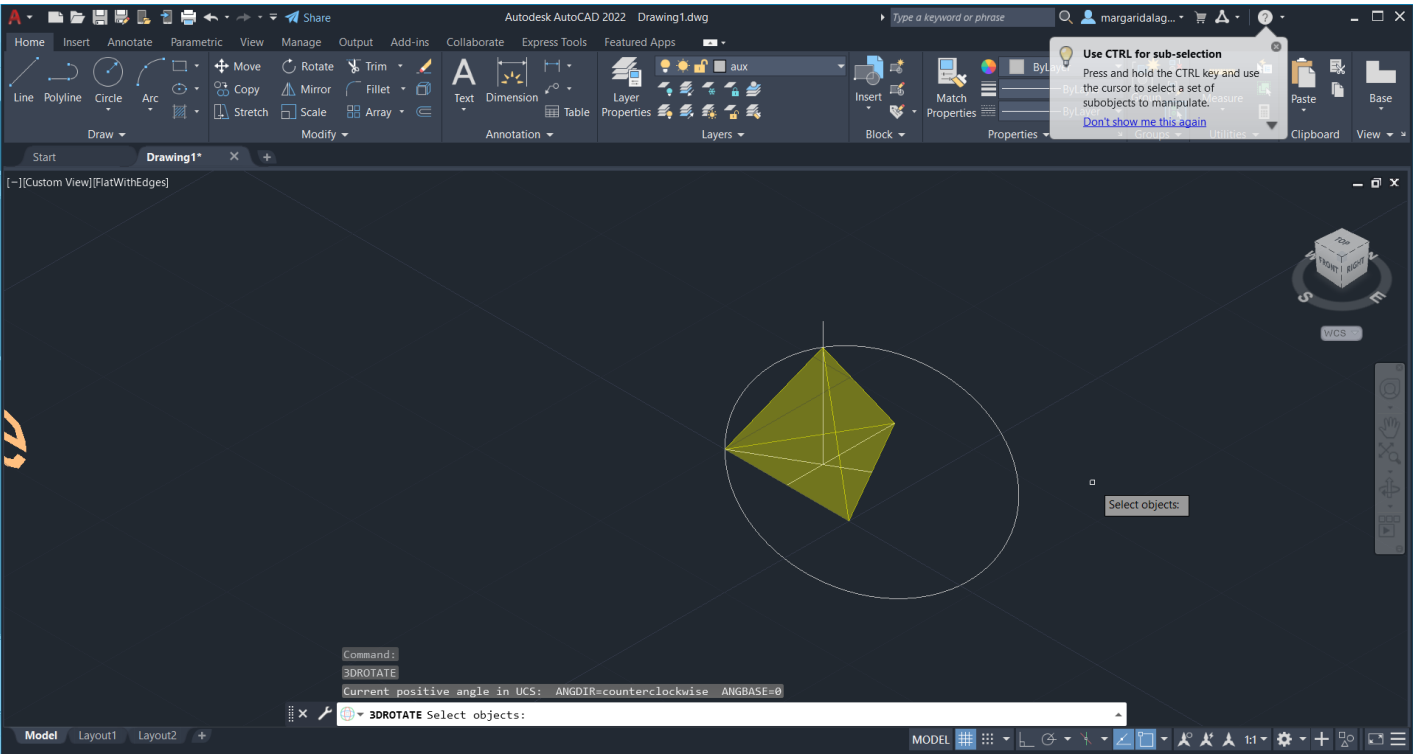 Share
Autodesk AutoCAD 2022 Drawing1.dwg
Type a keyword or phrase
margaridalag...
Home Insert Annotate Parametric View Manage Output Add-ins Collaborate Express Tools Featured Apps
Use CTRL for sub-selection
Press and hold the CTRL key and use
the cursor to select a set of
subobjects to manipulate.
Don't show me this again
Line Polyline Circle Arc
Move Rotate Trim
Copy Mirror Fillet
Stretch Scale Array
Text Dimension
Table
Layer
Properties
aux
Insert
Match
Properties
Measure
Paste
Base
Draw Modify Annotation Layers Block Properties Groups Utilities Clipboard View
Start Drawing1* +
[−][Custom View][FlatWithEdges]
TOP
FRONT RIGHT
S E
WCS
Select objects:
Command:
3DROTATE
Current positive angle in UCS: ANGDIR=counterclockwise ANGBASE=0
3DROTATE Select objects:
Model Layout1 Layout2 +
MODEL 1:1